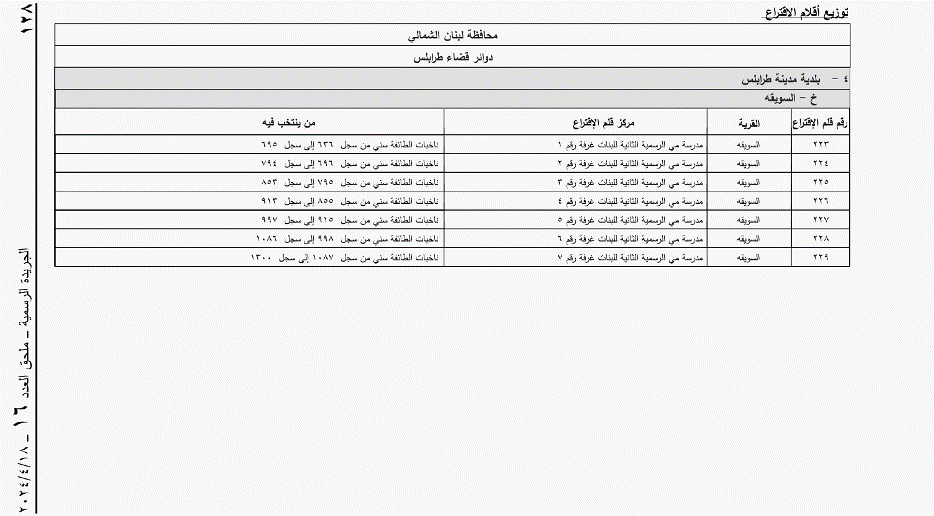 توزيع أقلام الاقتراع
محافظة لبنان الشمالي
دوائر قضاء طرابلس
٤ - بلدية مدينة طرابلس
خ - السويقه
رقم قلم الإقتراع القرية مركز قلم الإقتراع من ينتخب فيه
٢٢٣ السويقه مدرسة مي الرسمية الثانية للبنات غرفة رقم ١ ناخبات الطائفة سني من سجل ٦٣٦ إلى سجل ٦٩٥
٢٢٤ السويقه مدرسة مي الرسمية الثانية للبنات غرفة رقم ٢ ناخبات الطائفة سني من سجل ٦٩٦ إلى سجل ٧٩٤
٢٢٥ السويقه مدرسة مي الرسمية الثانية للبنات غرفة رقم ٣ ناخبات الطائفة سني من سجل ٧٩٥ إلى سجل ٨٥٣
٢٢٦ السويقه مدرسة مي الرسمية الثانية للبنات غرفة رقم ٤ ناخبات الطائفة سني من سجل ٨٥٥ إلى سجل ٩١٣
٢٢٧ السويقه مدرسة مي الرسمية الثانية للبنات غرفة رقم ٥ ناخبات الطائفة سني من سجل ٩١٥ إلى سجل ٩٩٧
٢٢٨ السويقه مدرسة مي الرسمية الثانية للبنات غرفة رقم ٦ ناخبات الطائفة سني من سجل ٩٩٨ إلى سجل ١٠٨٦
٢٢٩ السويقه مدرسة مي الرسمية الثانية للبنات غرفة رقم ٧ ناخبات الطائفة سني من سجل ١٠٨٧ إلى سجل ١٣٠٠
١٢٨
الجريدة الرسمية - ملحق العدد ١٦ - ٢٠٢٤/٤/١٨